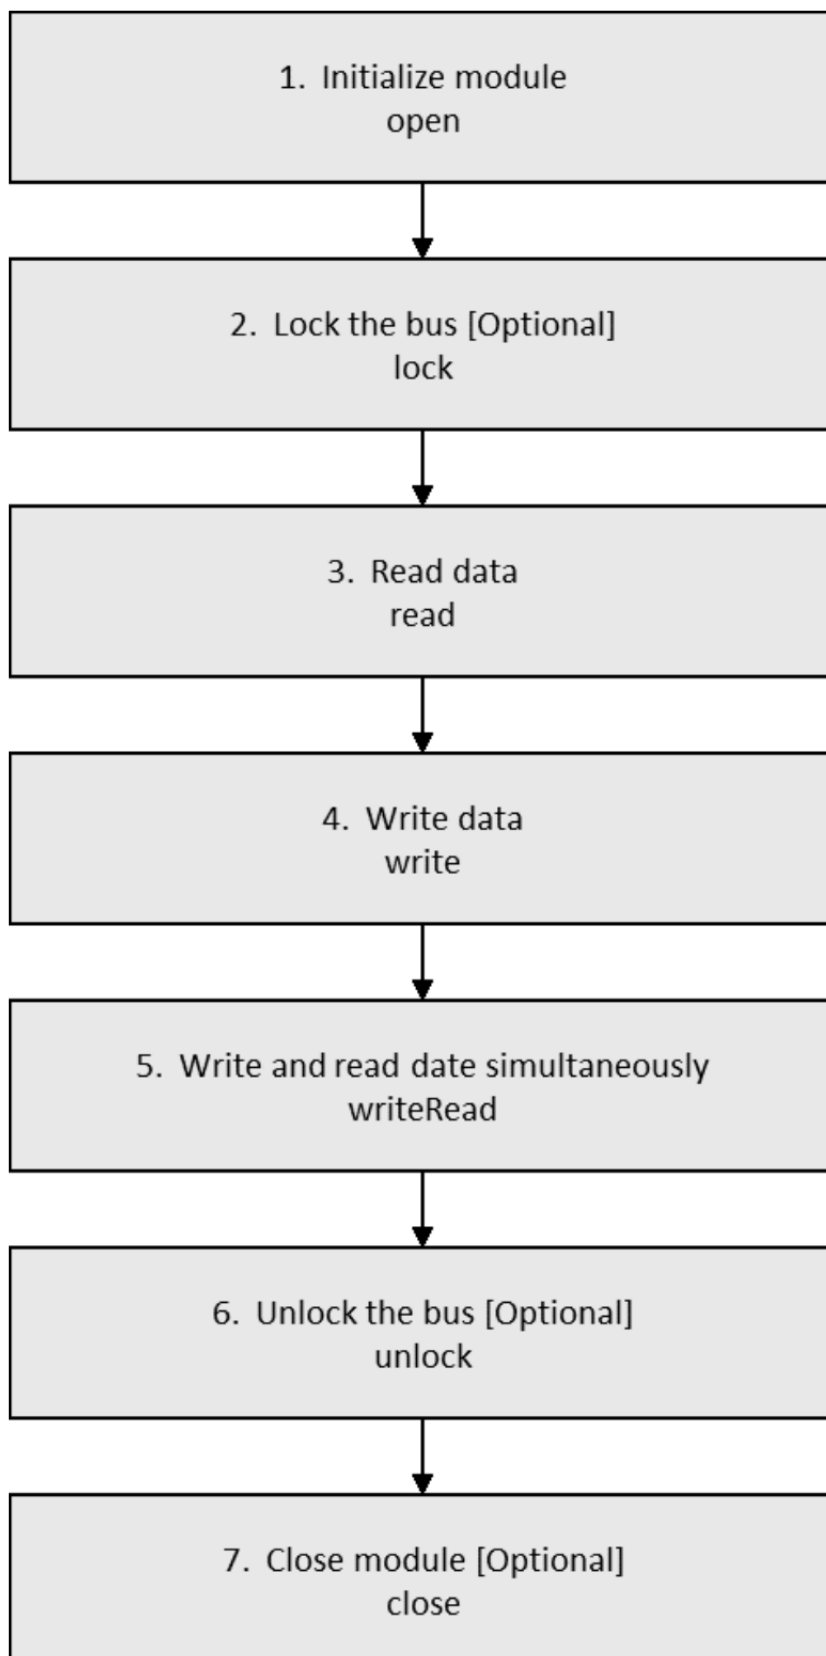 1. Initialize module
open
2. Lock the bus [Optional]
lock
3. Read data
read
4. Write data
write
5. Write and read date simultaneously
writeRead
6. Unlock the bus [Optional]
unlock
7. Close module [Optional]
close